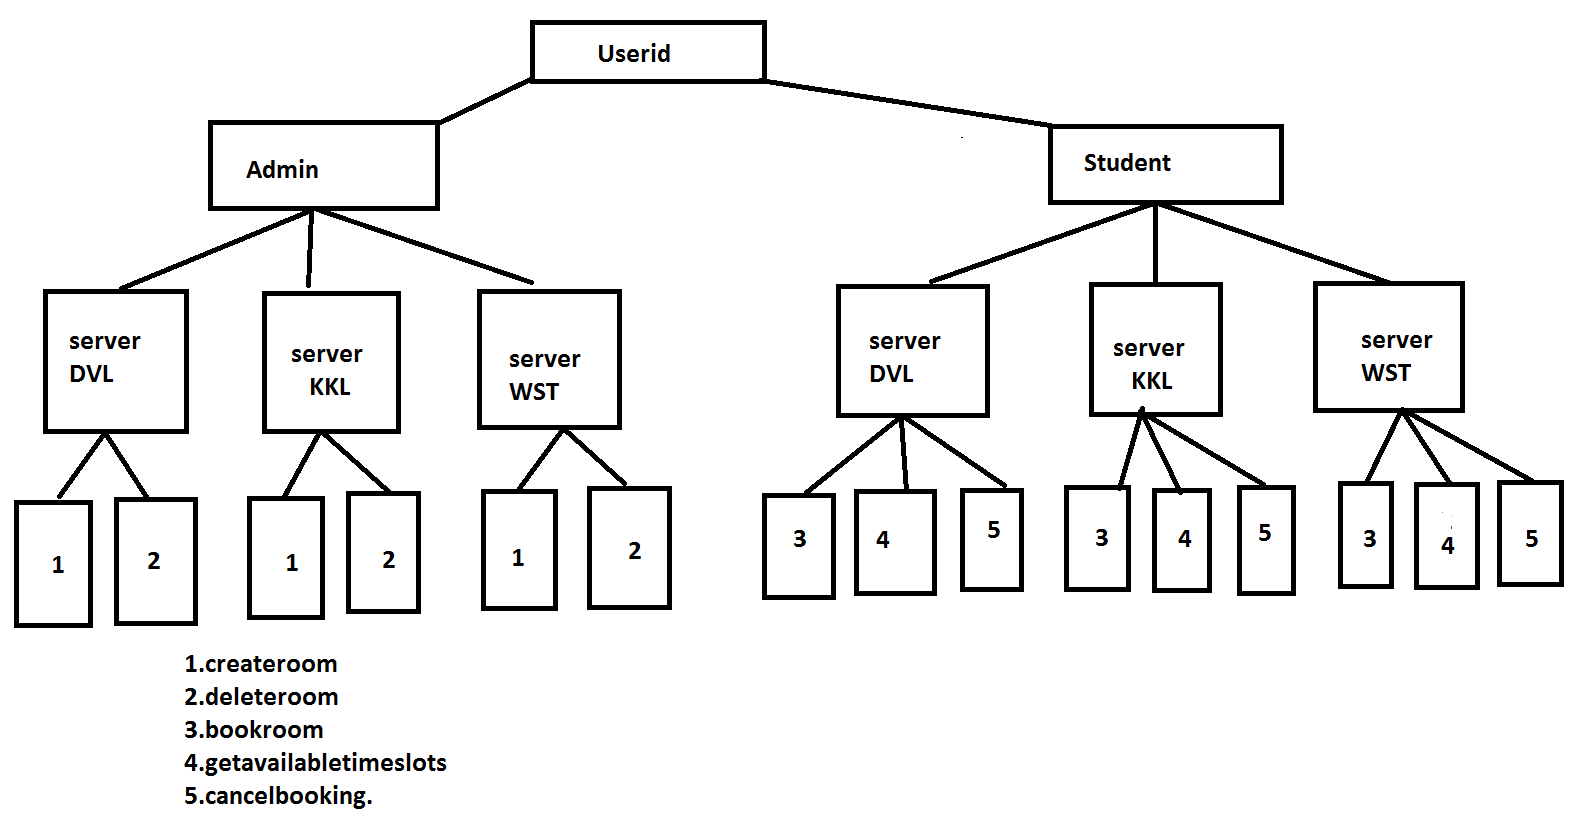 Userid
Admin
Student
server
DVL
server
KKL
server
WST
server
DVL
server
KKL
server
WST
1
2
1
2
1
2
3
4
5
3
4
5
3
4
5
1.createroom
2.deleteroom
3.bookroom
4.getavailabletimeslots
5.cancelbooking.